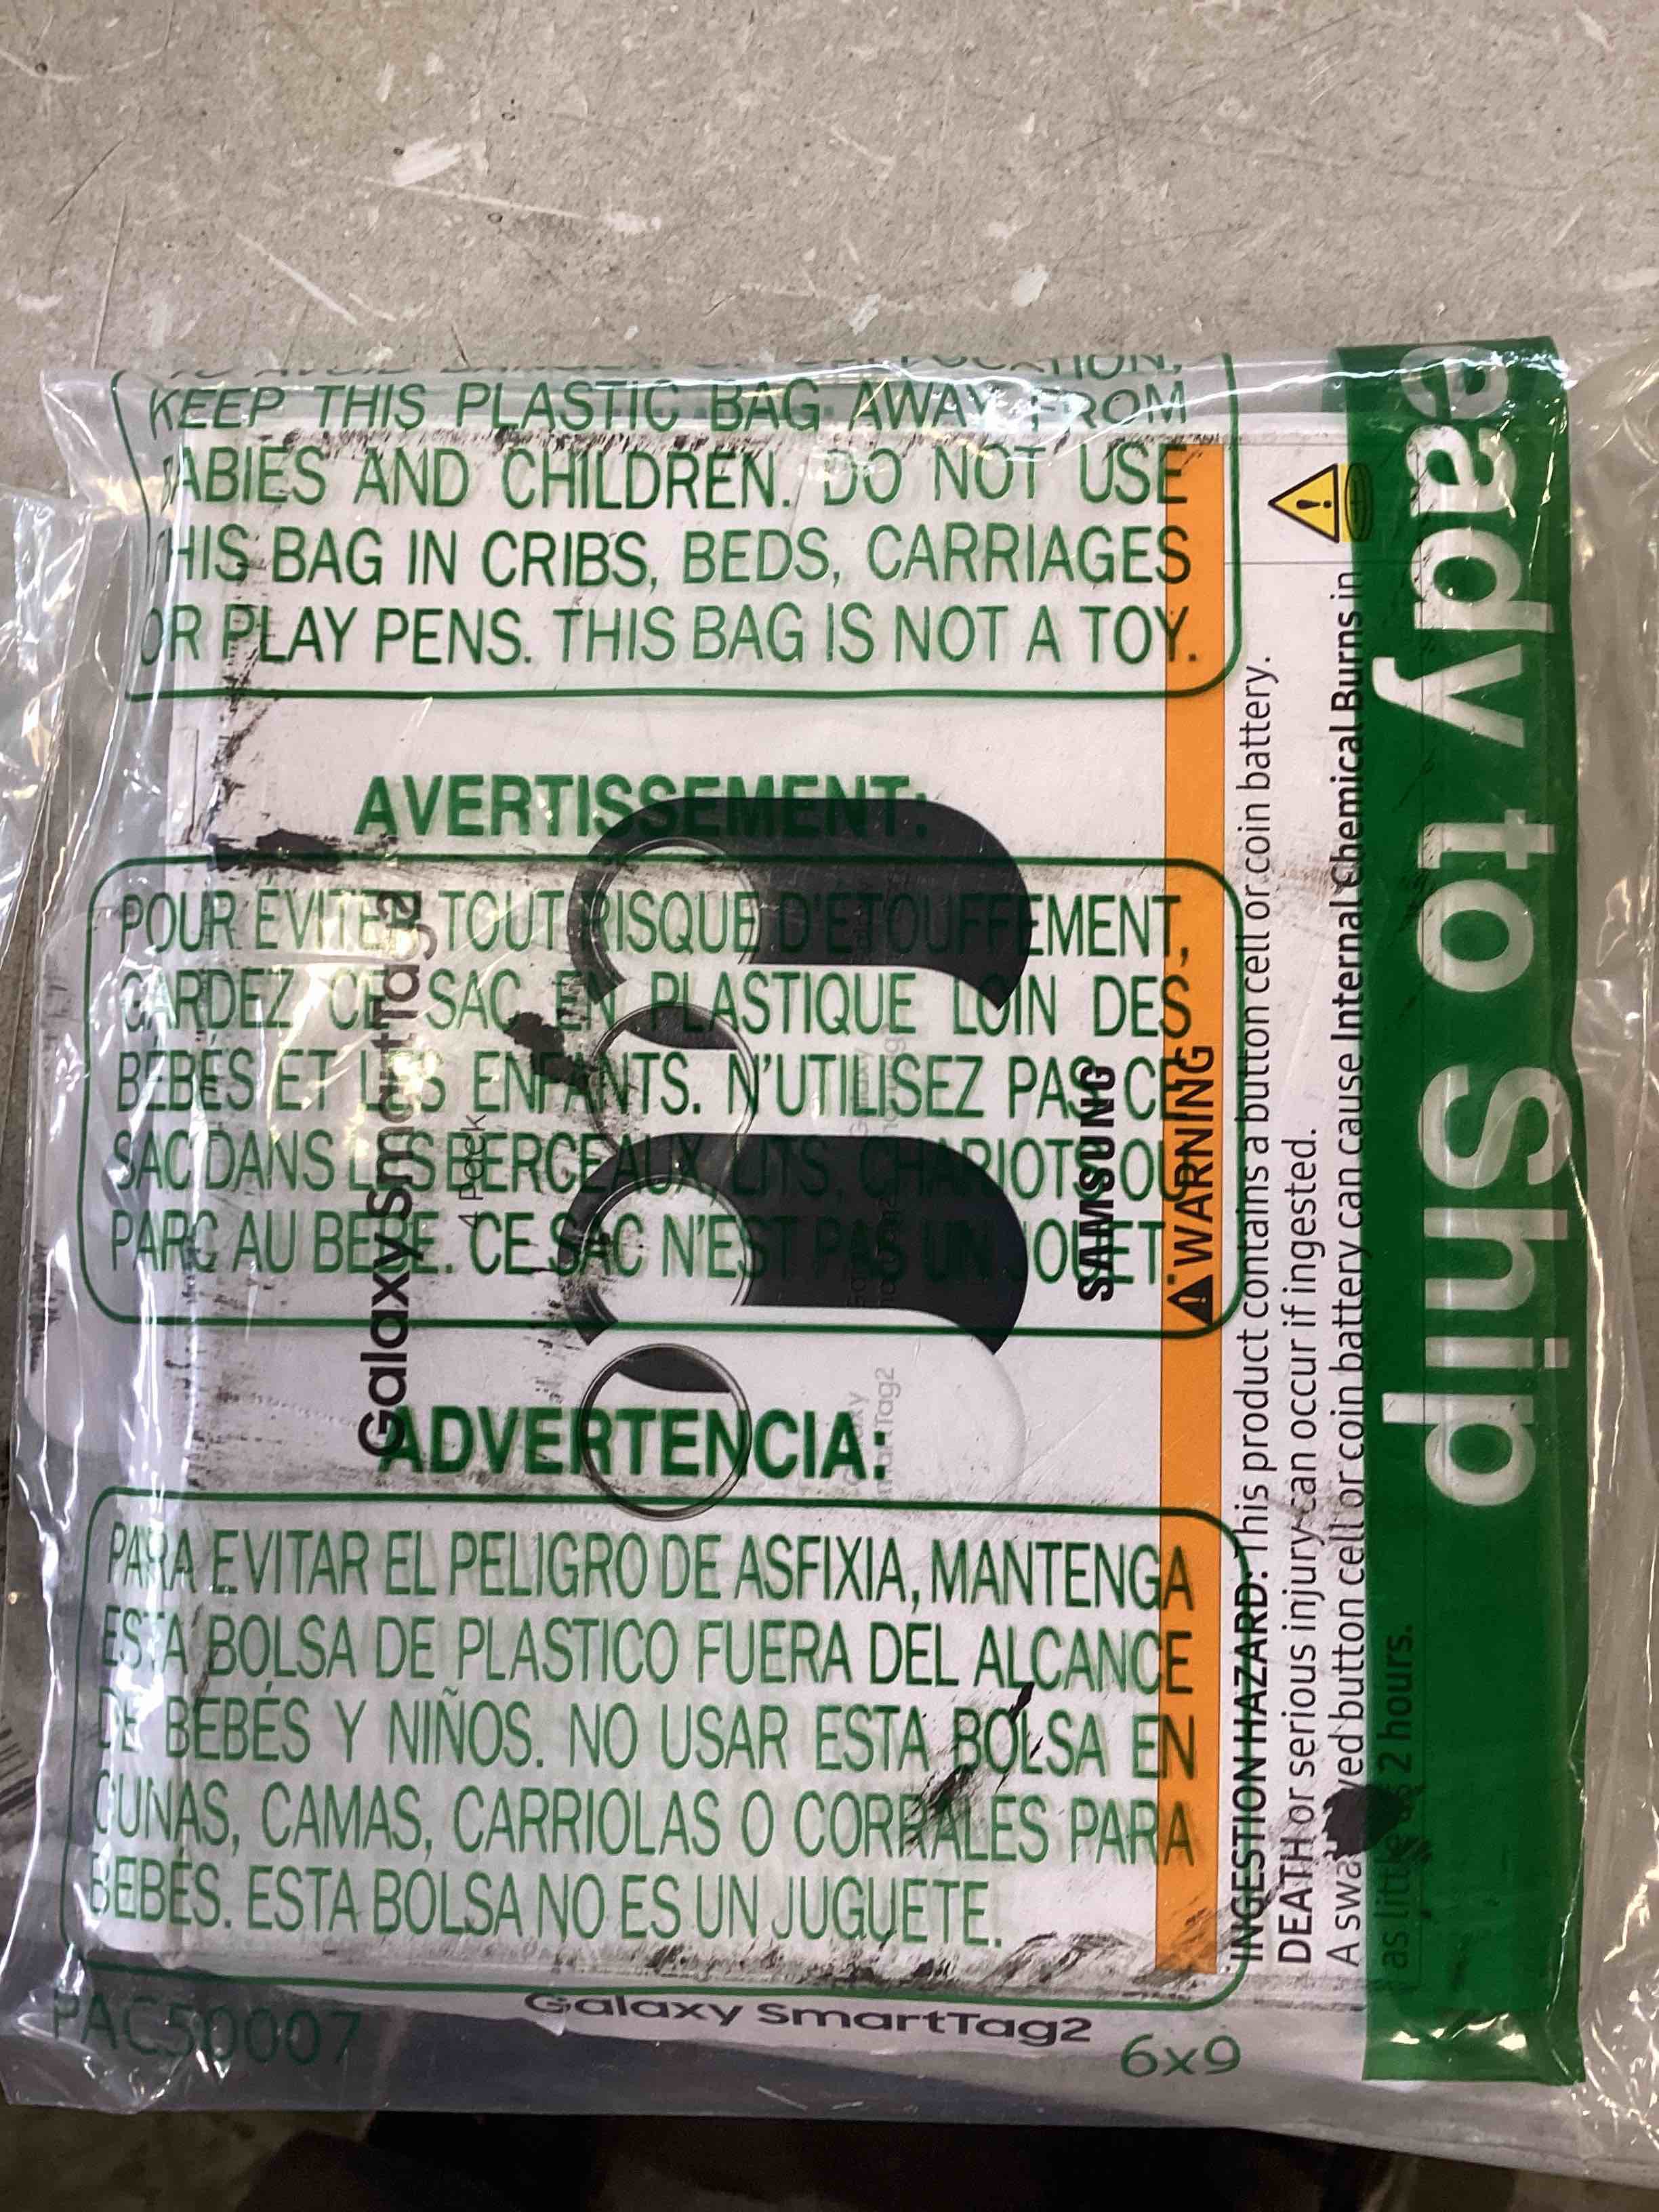 KEEP THIS PLASTIC BAG AWAY FROM
BABIES AND CHILDREN. DO NOT USE
THIS BAG IN CRIBS, BEDS, CARRIAGES
OR PLAY PENS. THIS BAG IS NOT A TOY.
AVERTISSEMENT:
POUR EVITER TOUT RISQUE D'ETOUFFEMENT,
GARDEZ CE SAC EN PLASTIQUE LOIN DES
BÉBÉS ET LES ENFANTS. N'UTILISEZ PAS CE
SAC DANS LES BERCEAUX, LITS, CHARIOTS OU
PARC AU BEBE. CE SAC N'EST PAS UN JOUET
ADVERTENCIA:
PARA EVITAR EL PELIGRO DE ASFIXIA, MANTENGA
ESTA BOLSA DE PLASTICO FUERA DEL ALCANCE
DE BEBÉS Y NIÑOS. NO USAR ESTA BOLSA EN
CUNAS, CAMAS, CARRIOLAS O CORRALES PARA
BEBÉS. ESTA BOLSA NO ES UN JUGUETE.
PAC50007
6x9
Galaxy SmartTag2
Galaxy SmartTag2
4 Pack
SAMSUNG
WARNING
INGESTION HAZARD: This product contains a button cell or coin battery.
DEATH or serious injury can occur if ingested.
A swallowed button cell or coin battery can cause Internal Chemical Burns in
as little as 2 hours.
eady to Ship